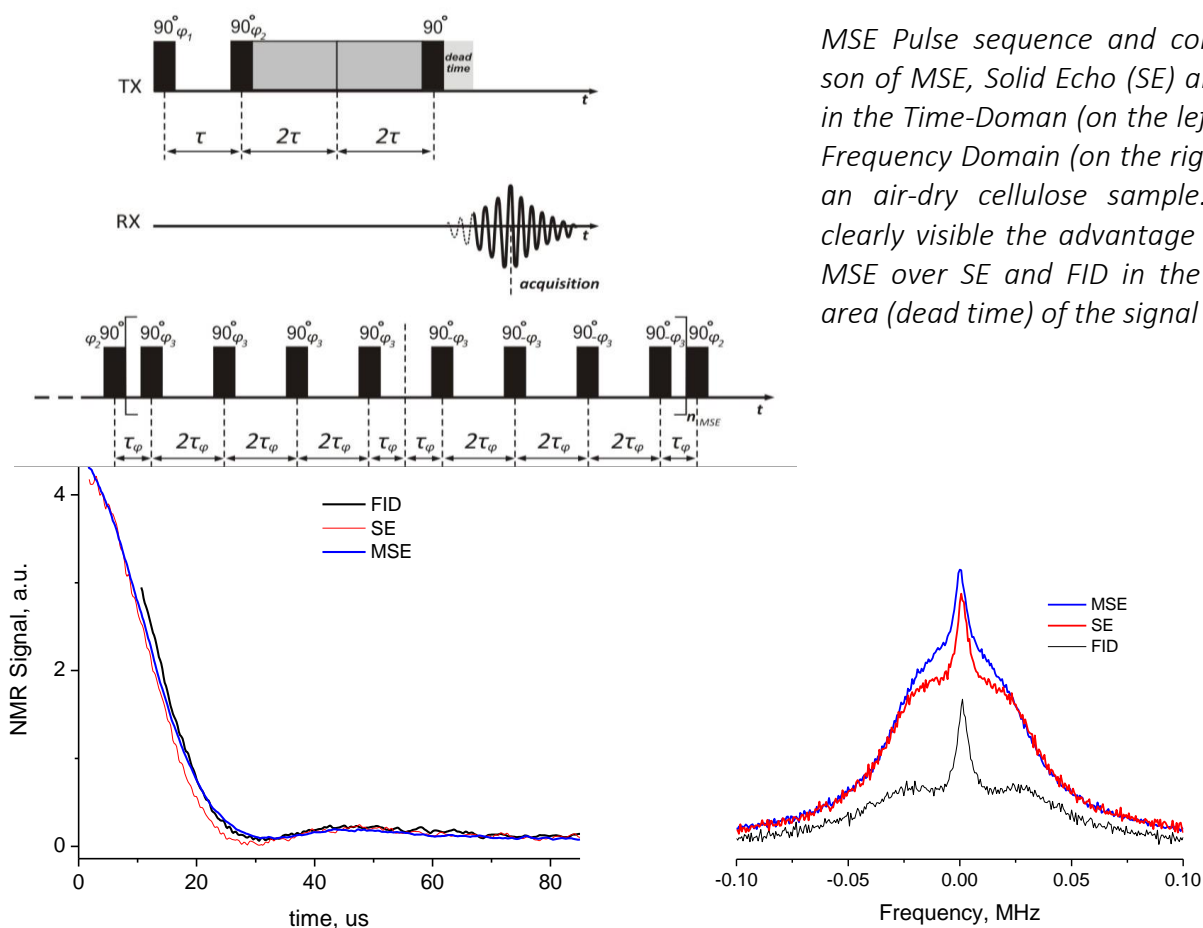 90°φ1 90°φ2 90°
dead
time
TX
t
τ 2τ 2τ
RX
t
acquisition
φ2 90° 90°φ3 90°φ3 90°φ3 90°φ3 90°-φ3 90°-φ3 90°-φ3 90°-φ3 90°φ2
t
nMSE
τφ 2τφ 2τφ 2τφ τφ τφ 2τφ 2τφ 2τφ τφ
MSE Pulse sequence and
son of MSE, Solid Echo (SE)
in the Time-Doman (on the
Frequency Domain (on the
an air-dry cellulose sample.
clearly visible the advantage
MSE over SE and FID in the
area (dead time) of the signal
NMR Signal, a.u.
4
2
0
FID
SE
MSE
0 20 40 60 80
time, us
MSE
SE
FID
-0.10 -0.05 0.00 0.05 0.10
Frequency, MHz